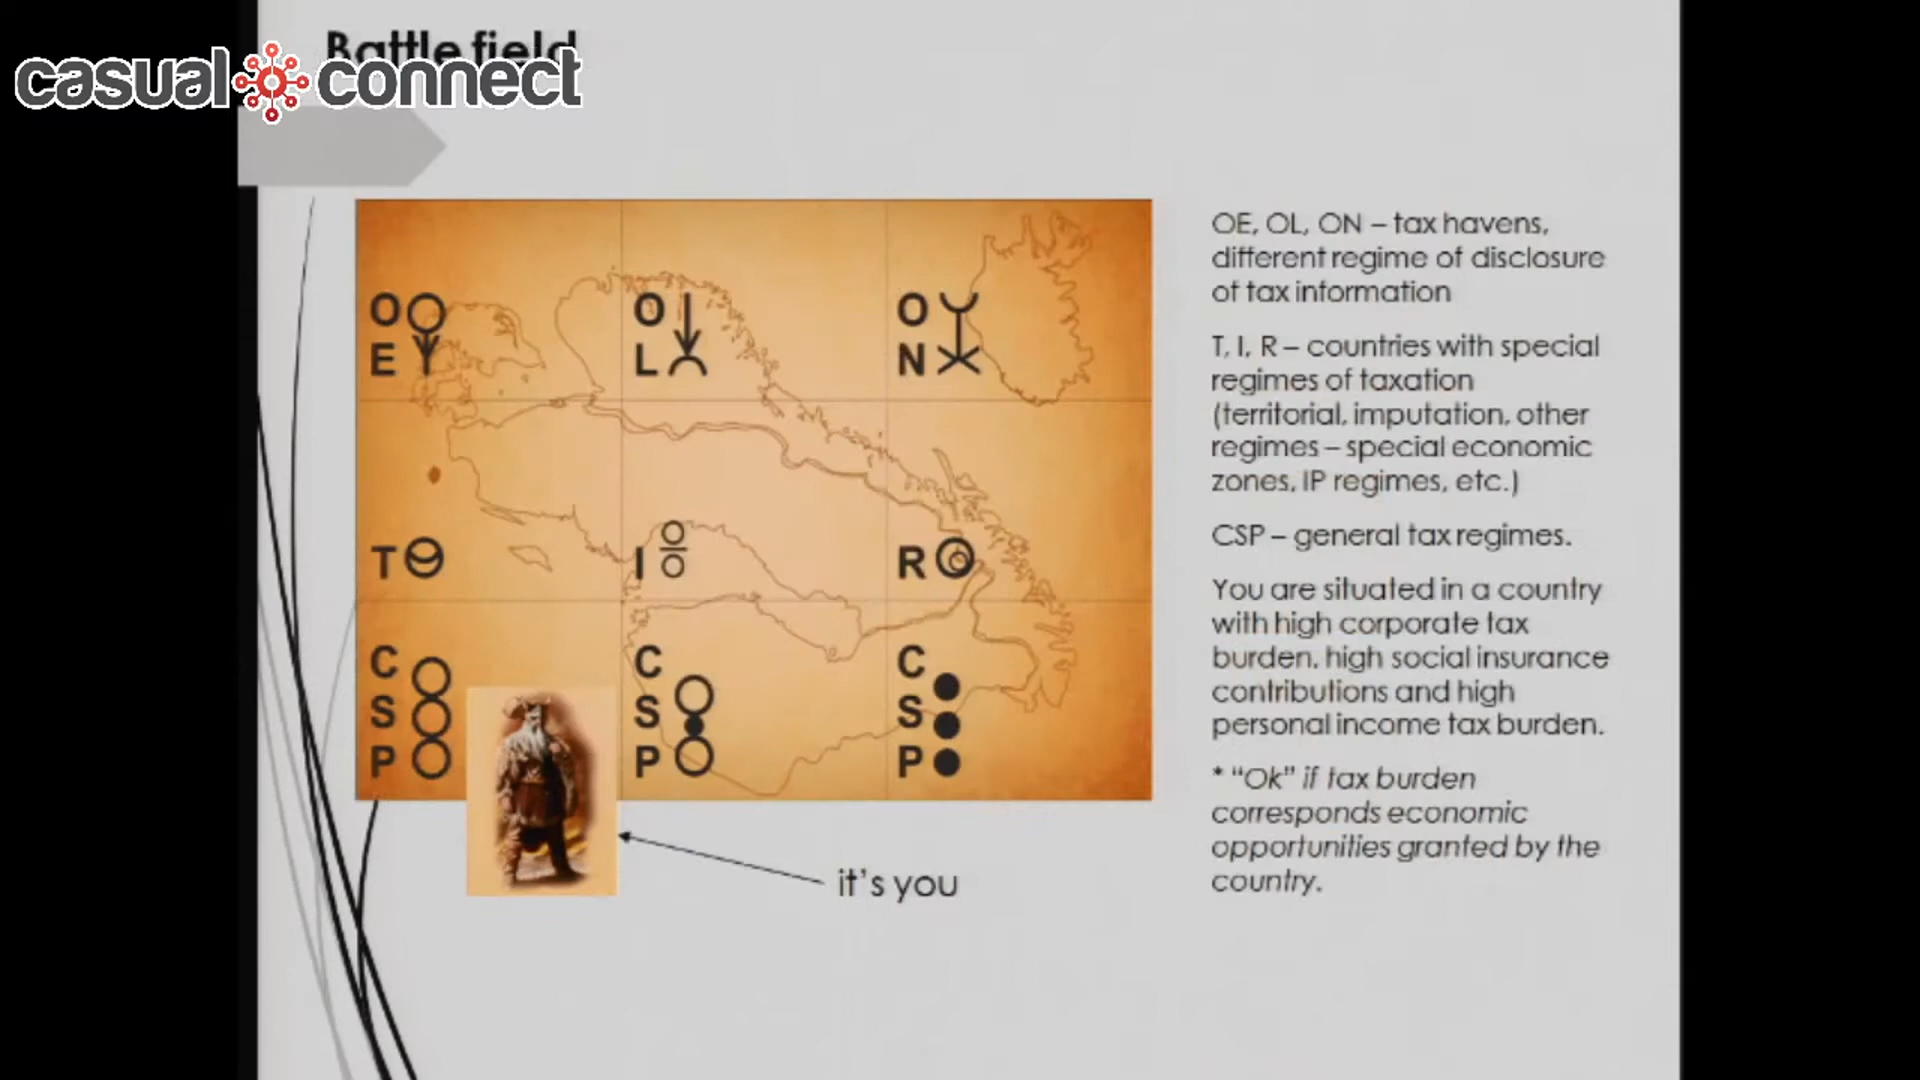 Battle field
casual connect
O
E
O
L
O
N
T
I
R
C
S
P
C
S
P
C
S
P
it's you
OE, OL, ON – tax havens,
different regime of disclosure
of tax information
T, I, R – countries with special
regimes of taxation
(territorial, imputation, other
regimes – special economic
zones, IP regimes, etc.)
CSP – general tax regimes.
You are situated in a country
with high corporate tax
burden, high social insurance
contributions and high
personal income tax burden.
* “Ok” if tax burden
corresponds economic
opportunities granted by the
country.